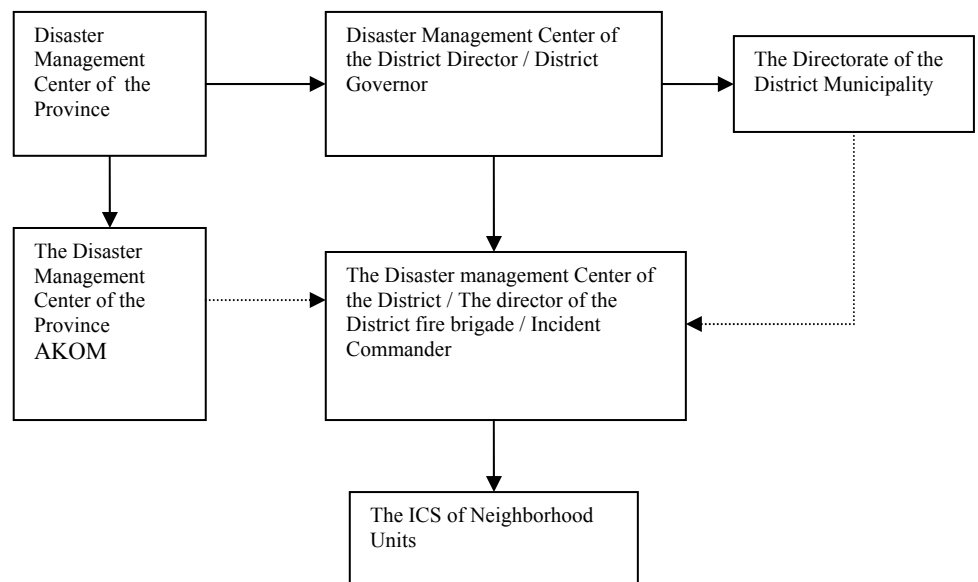 Disaster
Management
Center of the
Province
Disaster Management Center of
the District Director / District
Governor
The Directorate of the
District Municipality
The Disaster
Management
Center of the
Province
AKOM
The Disaster management Center of
the District / The director of the
District fire brigade / Incident
Commander
The ICS of Neighborhood
Units